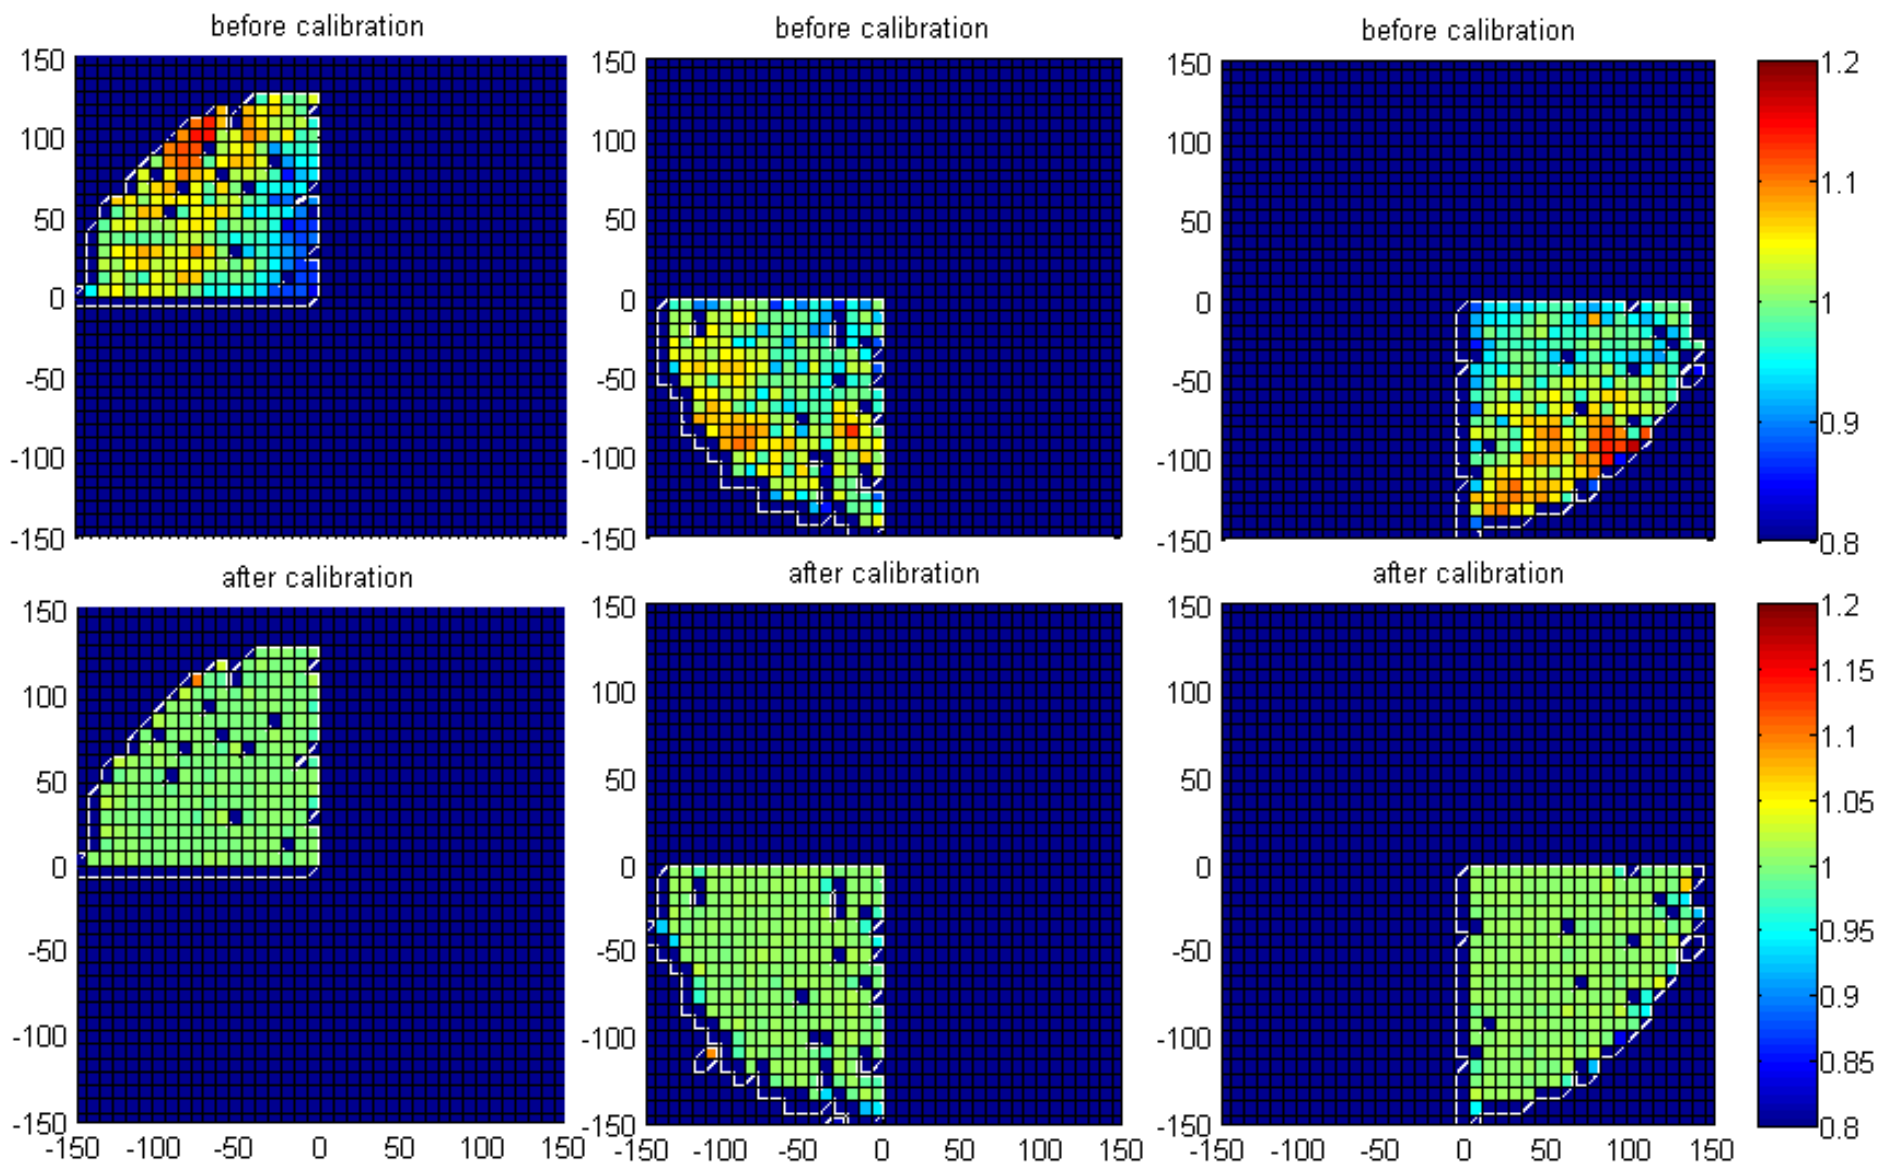 before calibration before calibration before calibration
150 150 150 1.2
100 100 100 1.1
50 50 50
0 0 0 1
-50 -50 -50 0.9
-100 -100 -100
-150 -150 -150 0.8
after calibration after calibration after calibration
150 150 150 1.2
1.15
100 100 100 1.1
50 50 50 1.05
0 0 0 1
-50 -50 -50 0.95
0.9
-100 -100 -100 0.85
-150 -150 -150 0.8
-150 -100 -50 0 50 100 150 -150 -100 -50 0 50 100 150 -150 -100 -50 0 50 100 150